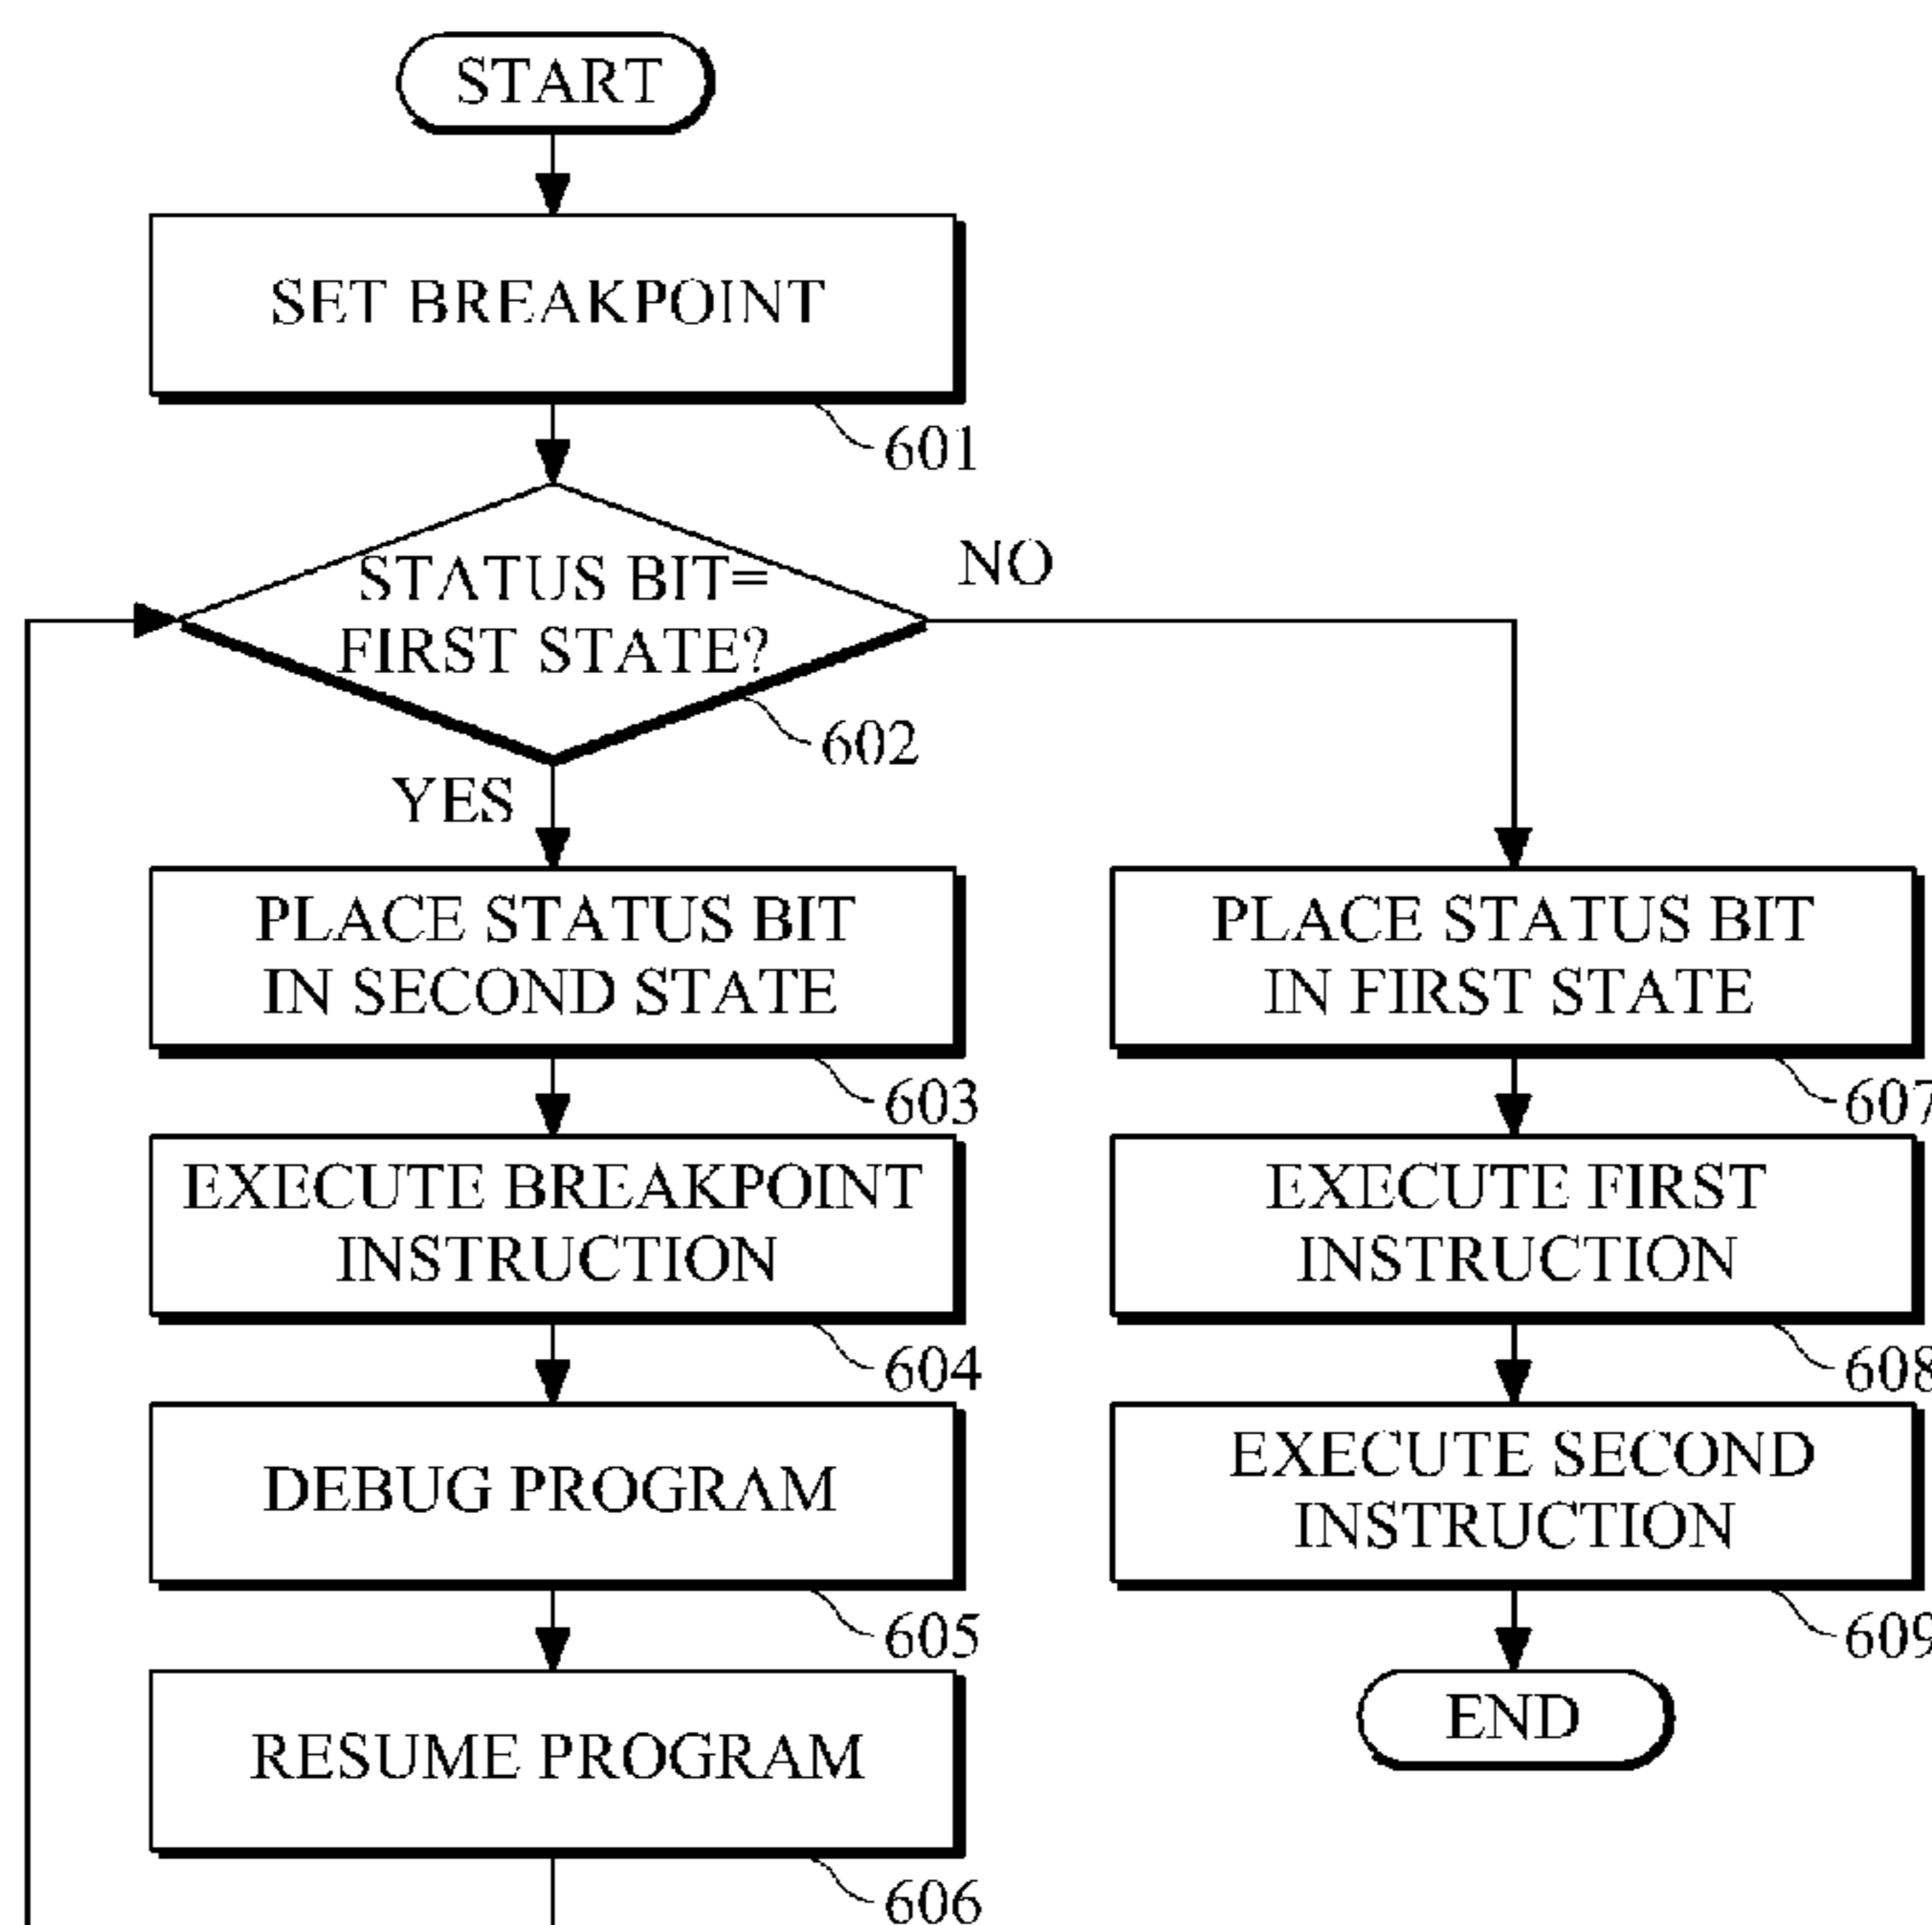 START
SET BREAKPOINT
601
STATUS BIT=
FIRST STATE?
602
NO
YES
PLACE STATUS BIT
IN SECOND STATE
603
EXECUTE BREAKPOINT
INSTRUCTION
604
DEBUG PROGRAM
605
RESUME PROGRAM
606
PLACE STATUS BIT
IN FIRST STATE
607
EXECUTE FIRST
INSTRUCTION
608
EXECUTE SECOND
INSTRUCTION
609
END